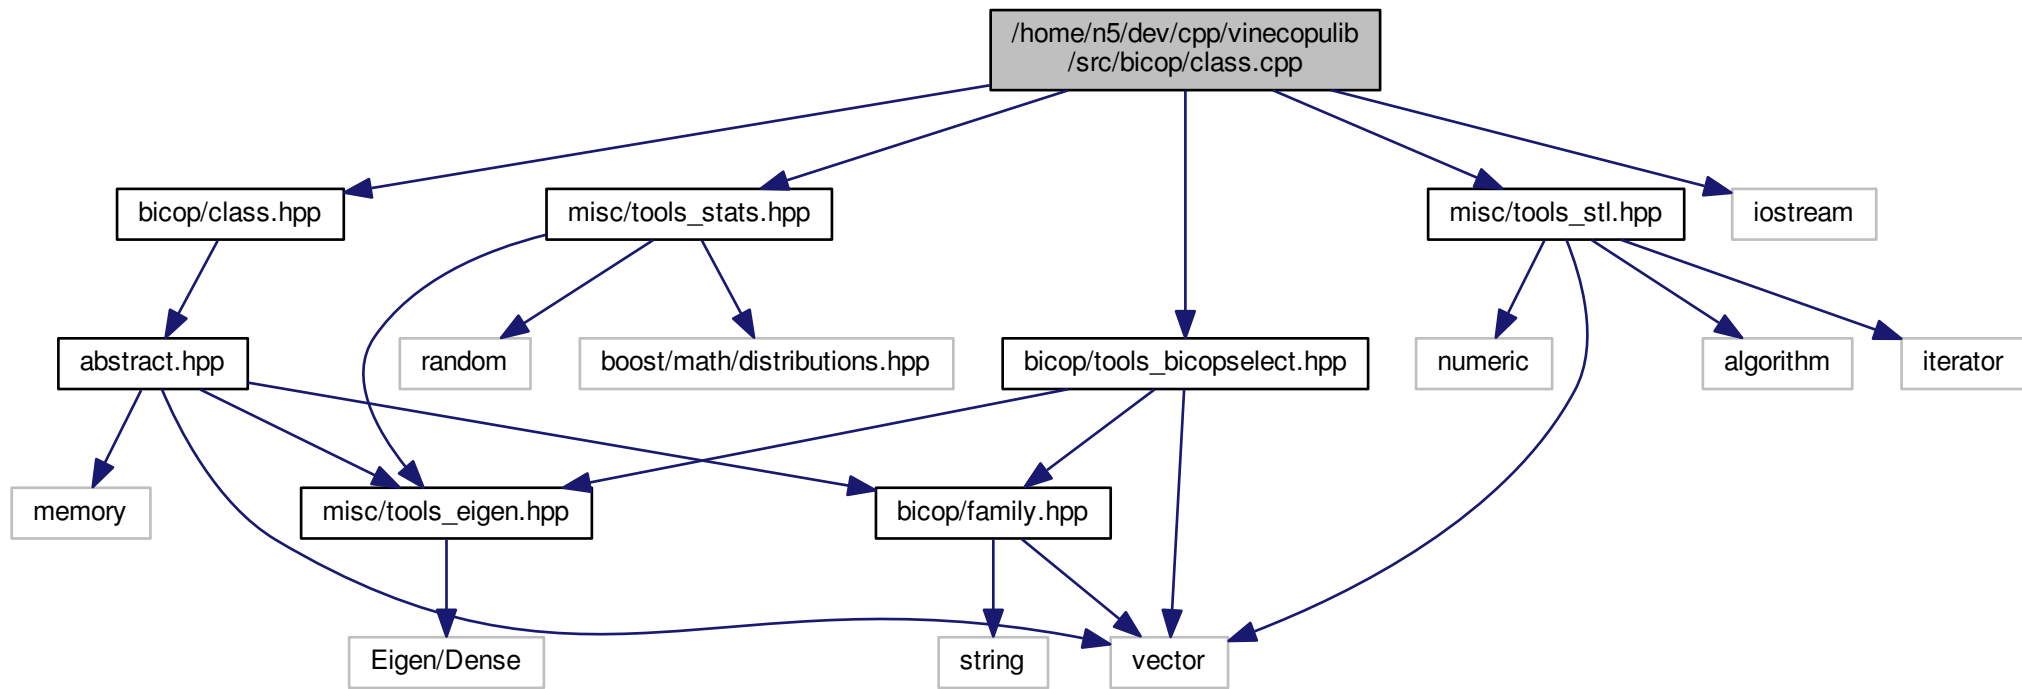 /home/n5/dev/cpp/vinecopulib
/src/bicop/class.cpp
bicop/class.hpp
misc/tools_stats.hpp
misc/tools_stl.hpp
iostream
abstract.hpp
random
boost/math/distributions.hpp
bicop/tools_bicopselect.hpp
numeric
algorithm
iterator
memory
misc/tools_eigen.hpp
bicop/family.hpp
Eigen/Dense
string
vector